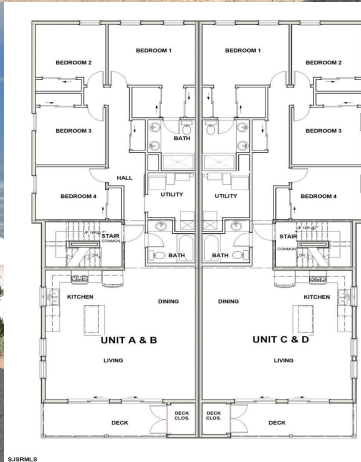 BEDROOM 2
BEDROOM 1
BEDROOM 1
BEDROOM 2
BEDROOM 3
BATH
BEDROOM 3
HALL
BEDROOM 4
UTILITY
UTILITY
BEDROOM 4
STAIR
COMMON
STAIR
COMMON
DN
DN
BATH
BATH
KITCHEN
DINING
DINING
KITCHEN
UNIT A & B
UNIT C & D
LIVING
LIVING
DECK
DECK
CLOS.
DECK
CLOS.
DECK
SJSRMLS